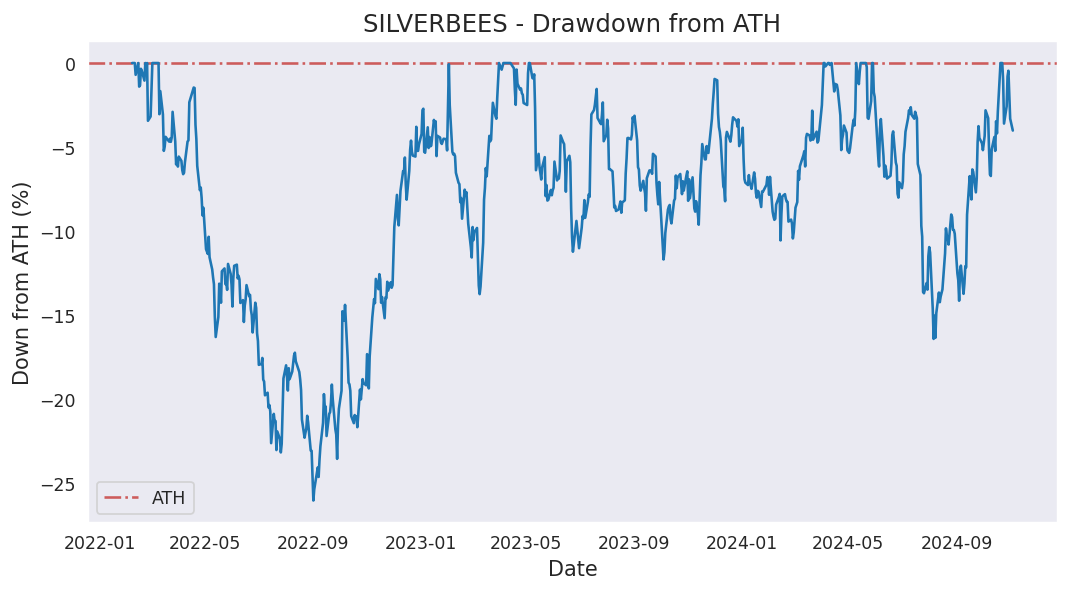 SILVERBEES - Drawdown from ATH
Down from ATH (%)
0
−5
−10
−15
−20
−25
ATH
2022-01 2022-05 2022-09 2023-01 2023-05 2023-09 2024-01 2024-05 2024-09
Date